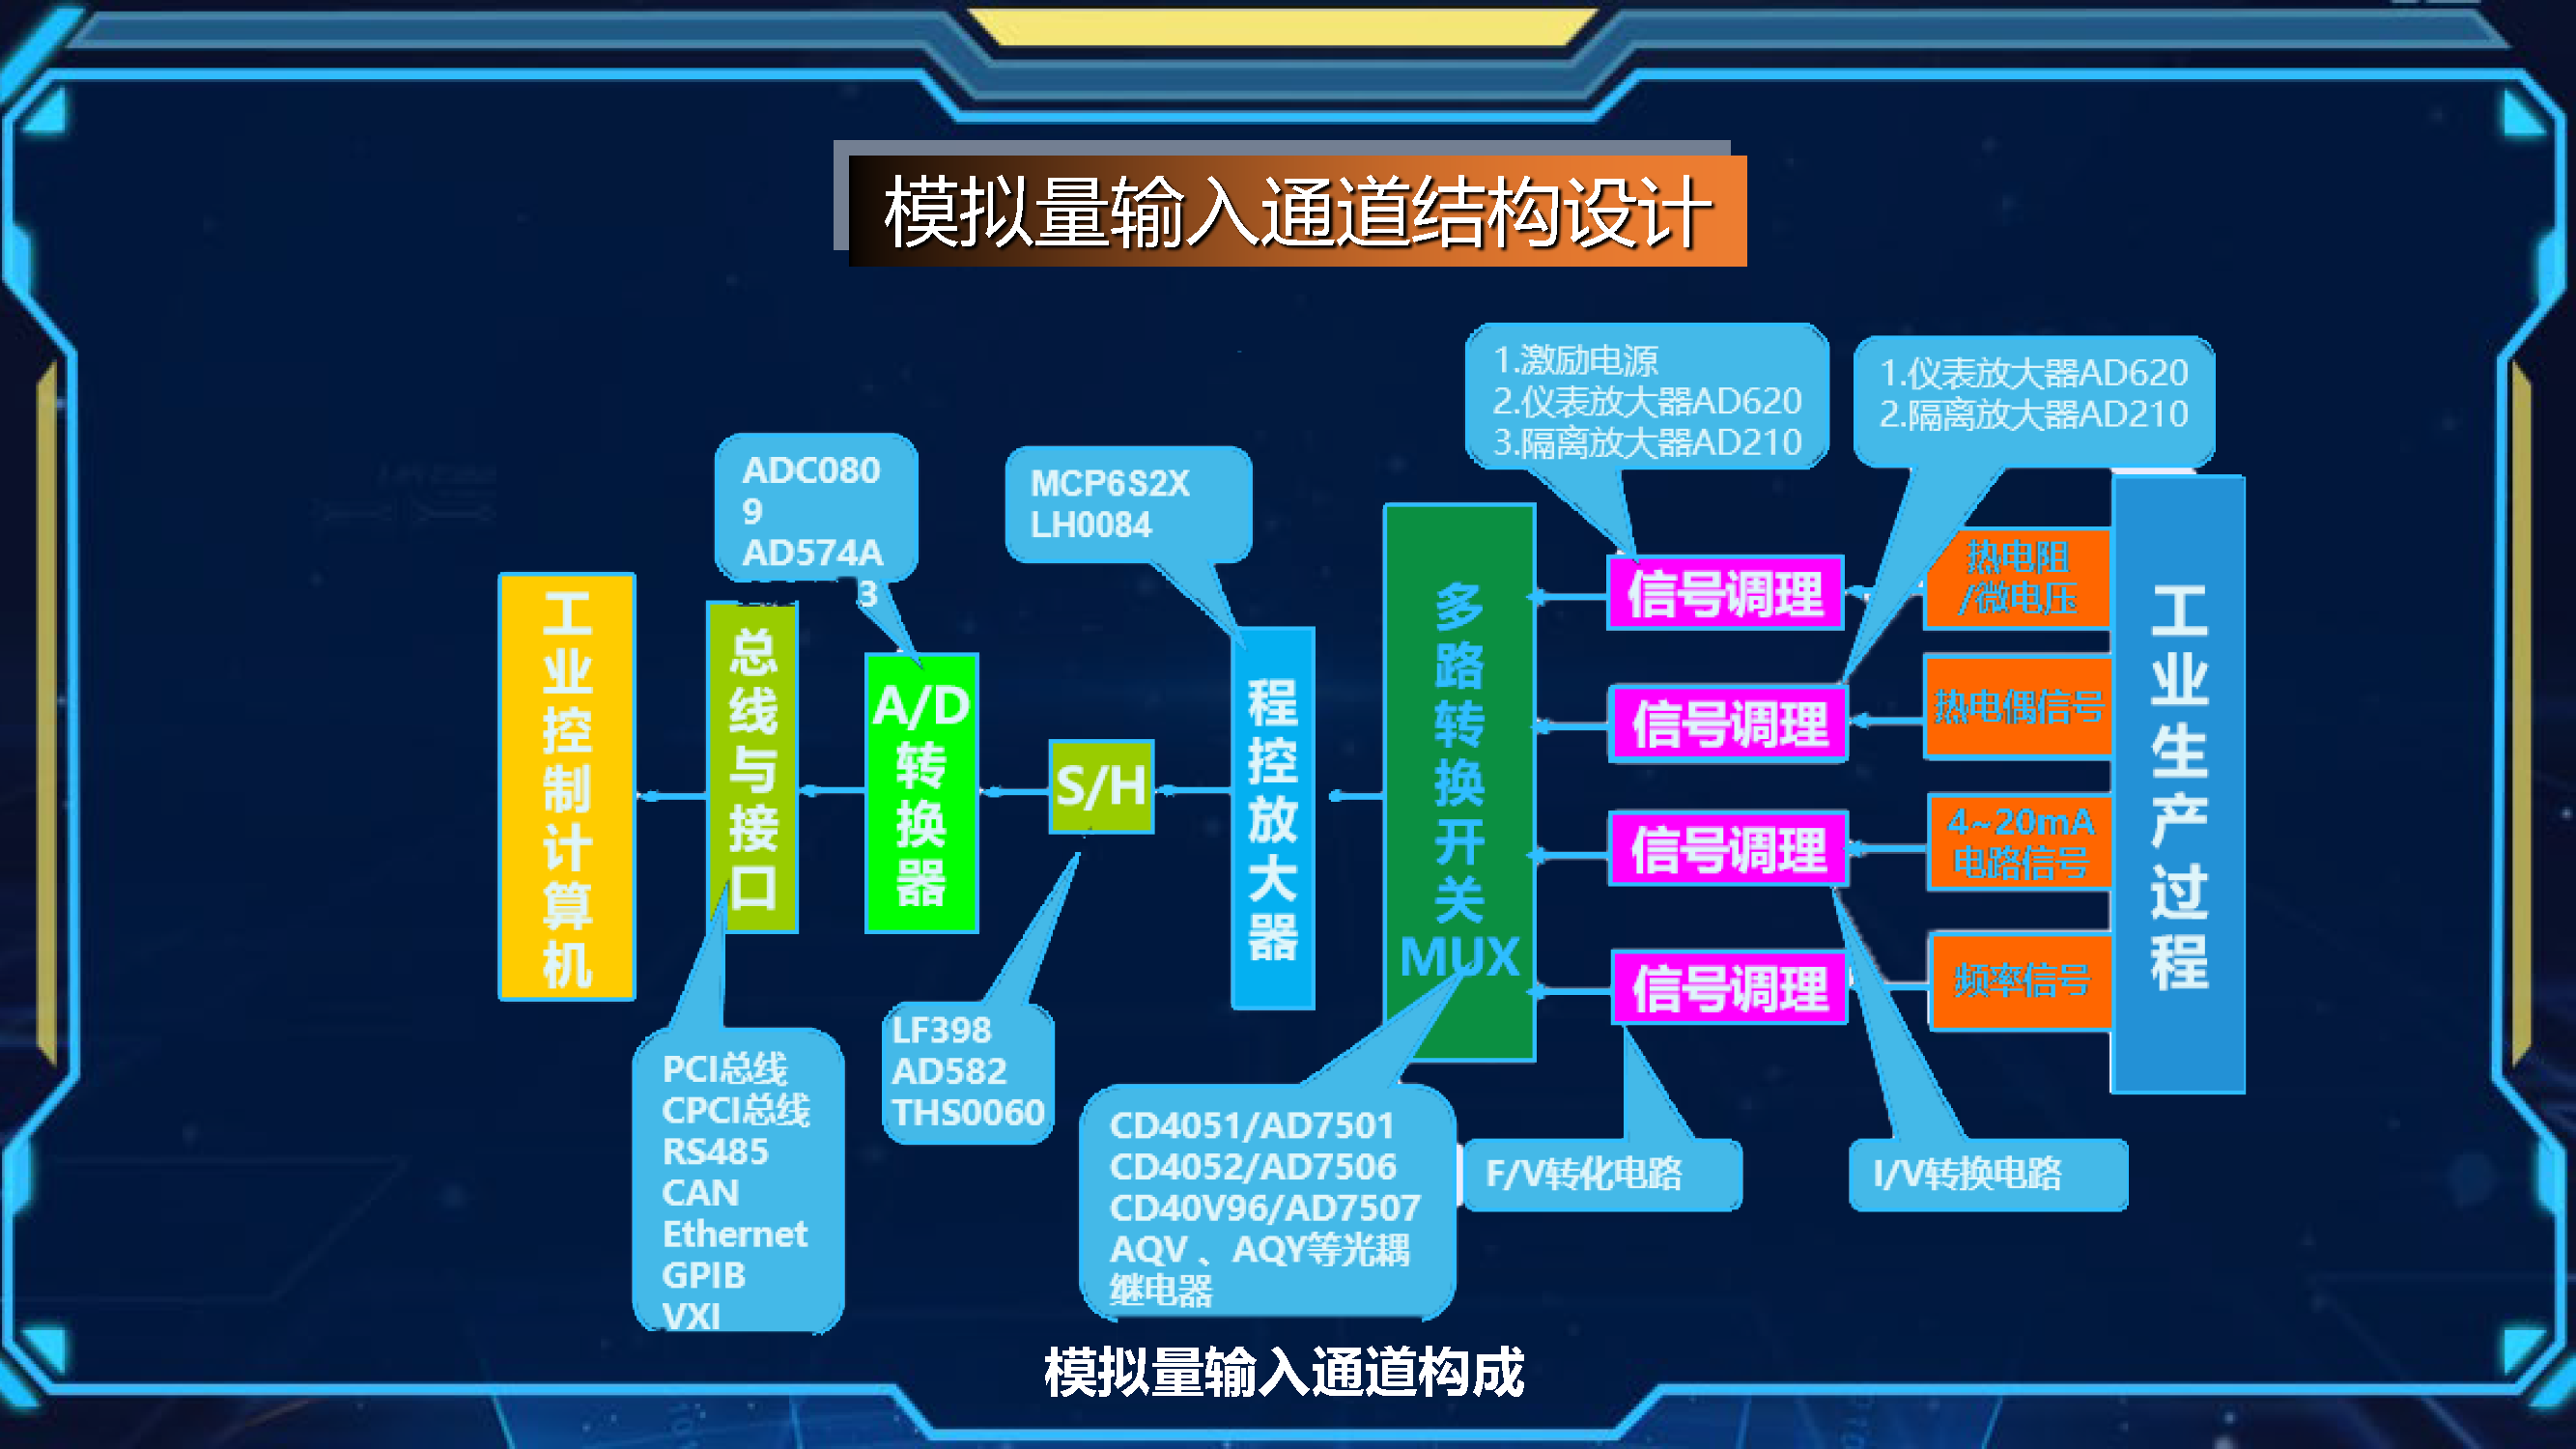 模拟量输入通道结构设计
1.激励电源
2.仪表放大器AD620
3.隔离放大器AD210
1.仪表放大器AD620
2.隔离放大器AD210
ADC080
9
AD574A
3
MCP6S2X
LH0084
工业控制计算机
总线与接口
A/D
转换器
S/H
程控放大器
多路转换开关
MUX
信号调理
信号调理
信号调理
信号调理
热电阻
/微电压
热电偶信号
4~20mA
电路信号
频率信号
工业生产过程
PCI总线
CPCI总线
RS485
CAN
Ethernet
GPIB
VXI
LF398
AD582
THS0060
CD4051/AD7501
CD4052/AD7506
CD40V96/AD7507
AQV 、AQY等光耦
继电器
F/V转化电路
I/V转换电路
模拟量输入通道构成